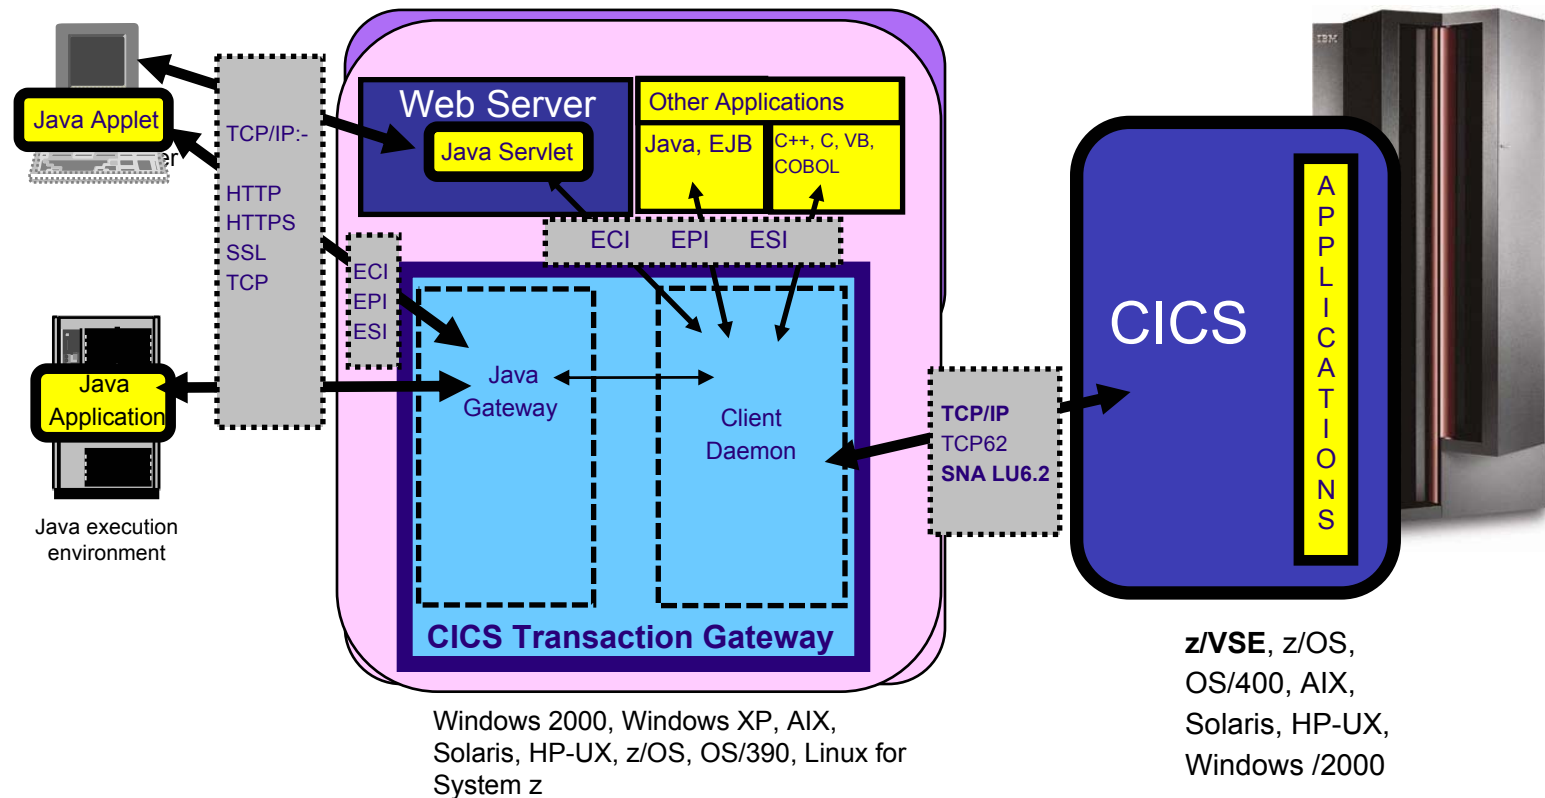 IBM
Java Applet
TCP/IP:-
HTTP
HTTPS
SSL
TCP
Web Server
Java Servlet
Other Applications
Java, EJB
C++, C, VB,
COBOL
ECI EPI ESI
ECI
EPI
ESI
Java
Application
Java execution
environment
Java
Gateway
Client
Daemon
CICS Transaction Gateway
Windows 2000, Windows XP, AIX,
Solaris, HP-UX, z/OS, OS/390, Linux for
System z
TCP/IP
TCP62
SNA LU6.2
CICS
APPLICATIONS
z/VSE, z/OS,
OS/400, AIX,
Solaris, HP-UX,
Windows /2000